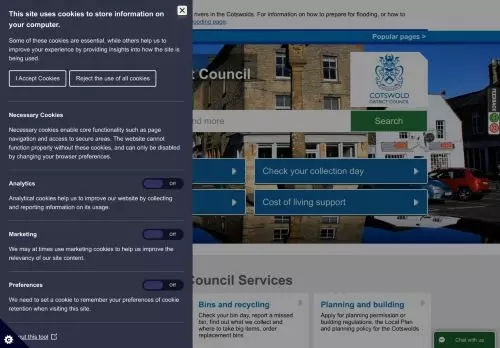 This site uses cookies to store information on
your computer.
Some of these cookies are essential, while others help us to
improve your experience by providing insights into how the site is
being used.
I Accept Cookies
Reject the use of all cookies
Necessary Cookies
Necessary cookies enable core functionality such as page
navigation and access to secure areas. The website cannot
function properly without these cookies, and can only be disabled
by changing your browser preferences.
Analytics
Off
Analytical cookies help us to improve our website by collecting
and reporting information on its usage.
Marketing
Off
We may at times use marketing cookies to help us improve the
relevancy of our site content.
Preferences
Off
We need to set a cookie to remember your preferences of cookie
retention when visiting this site.
out this tool
rivers in the Cotswolds. For information on how to prepare for flooding, or how to
ooding page.
Popular pages >
t Council
COTSWOLD
DISTRICT COUNCIL
nd more
Search
Check your collection day
Cost of living support
FEEDBACK
Council Services
Bins and recycling
Check your bin day, report a missed
bin, find out what we collect and
where to take big items, order
replacement bins
Planning and building
Apply for permission for planning or
building regulations, the Local Plan
and planning policy for the Cotswolds
Chat with us